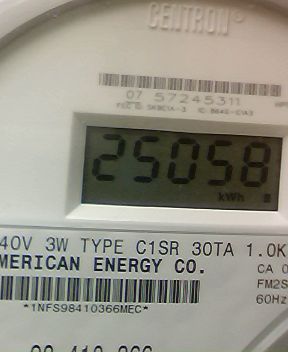 CENTRON®
07 57245311
25058
kWh
40V 3W TYPE C1SR 30TA 1.0K
MERICAN ENERGY CO.
CA 0
*1NFS98410366MEC*
FM2S
60Hz